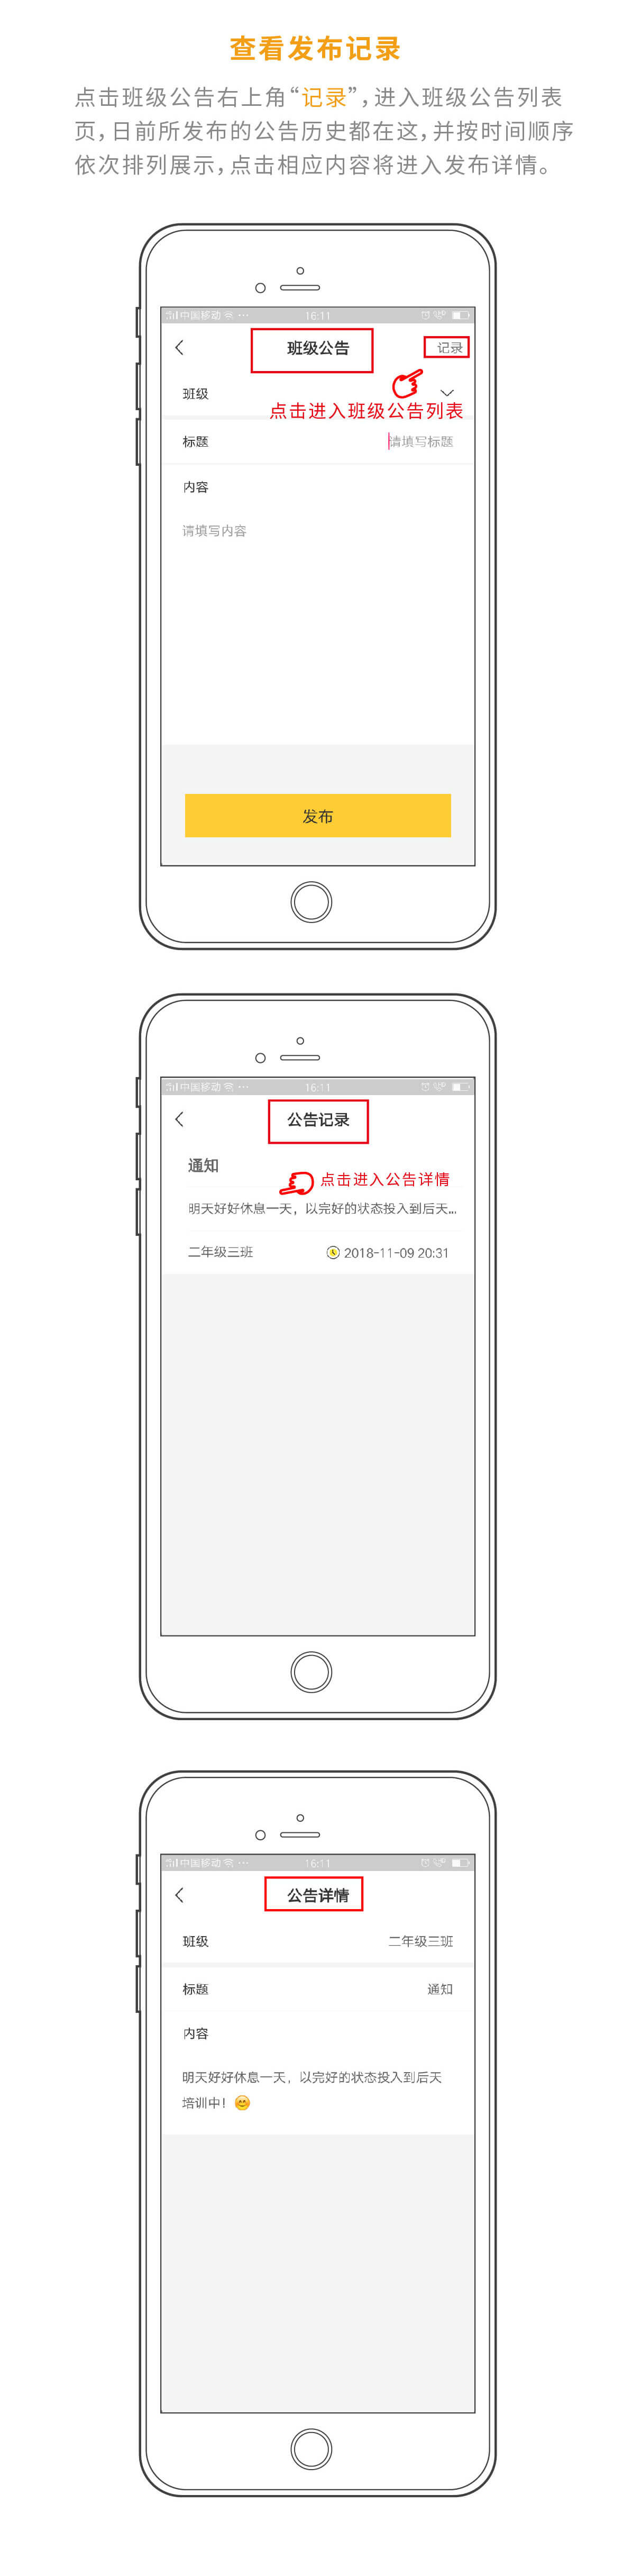 查看发布记录
点击班级公告右上角“记录”，进入班级公告列表
页，日前所发布的公告历史都在这，并按时间顺序
依次排列展示，点击相应内容将进入发布详情。
中国移动 16:11
班级公告 记录
班级
点击进入班级公告列表
标题 请填写标题
内容
请填写内容
发布
中国移动 16:11
公告记录
通知
点击进入公告详情
明天好好休息一天，以完好的状态投入到后天...
二年级三班 2018-11-09 20:31
中国移动 16:11
公告详情
班级 二年级三班
标题 通知
内容
明天好好休息一天，以完好的状态投入到后天
培训中！😊